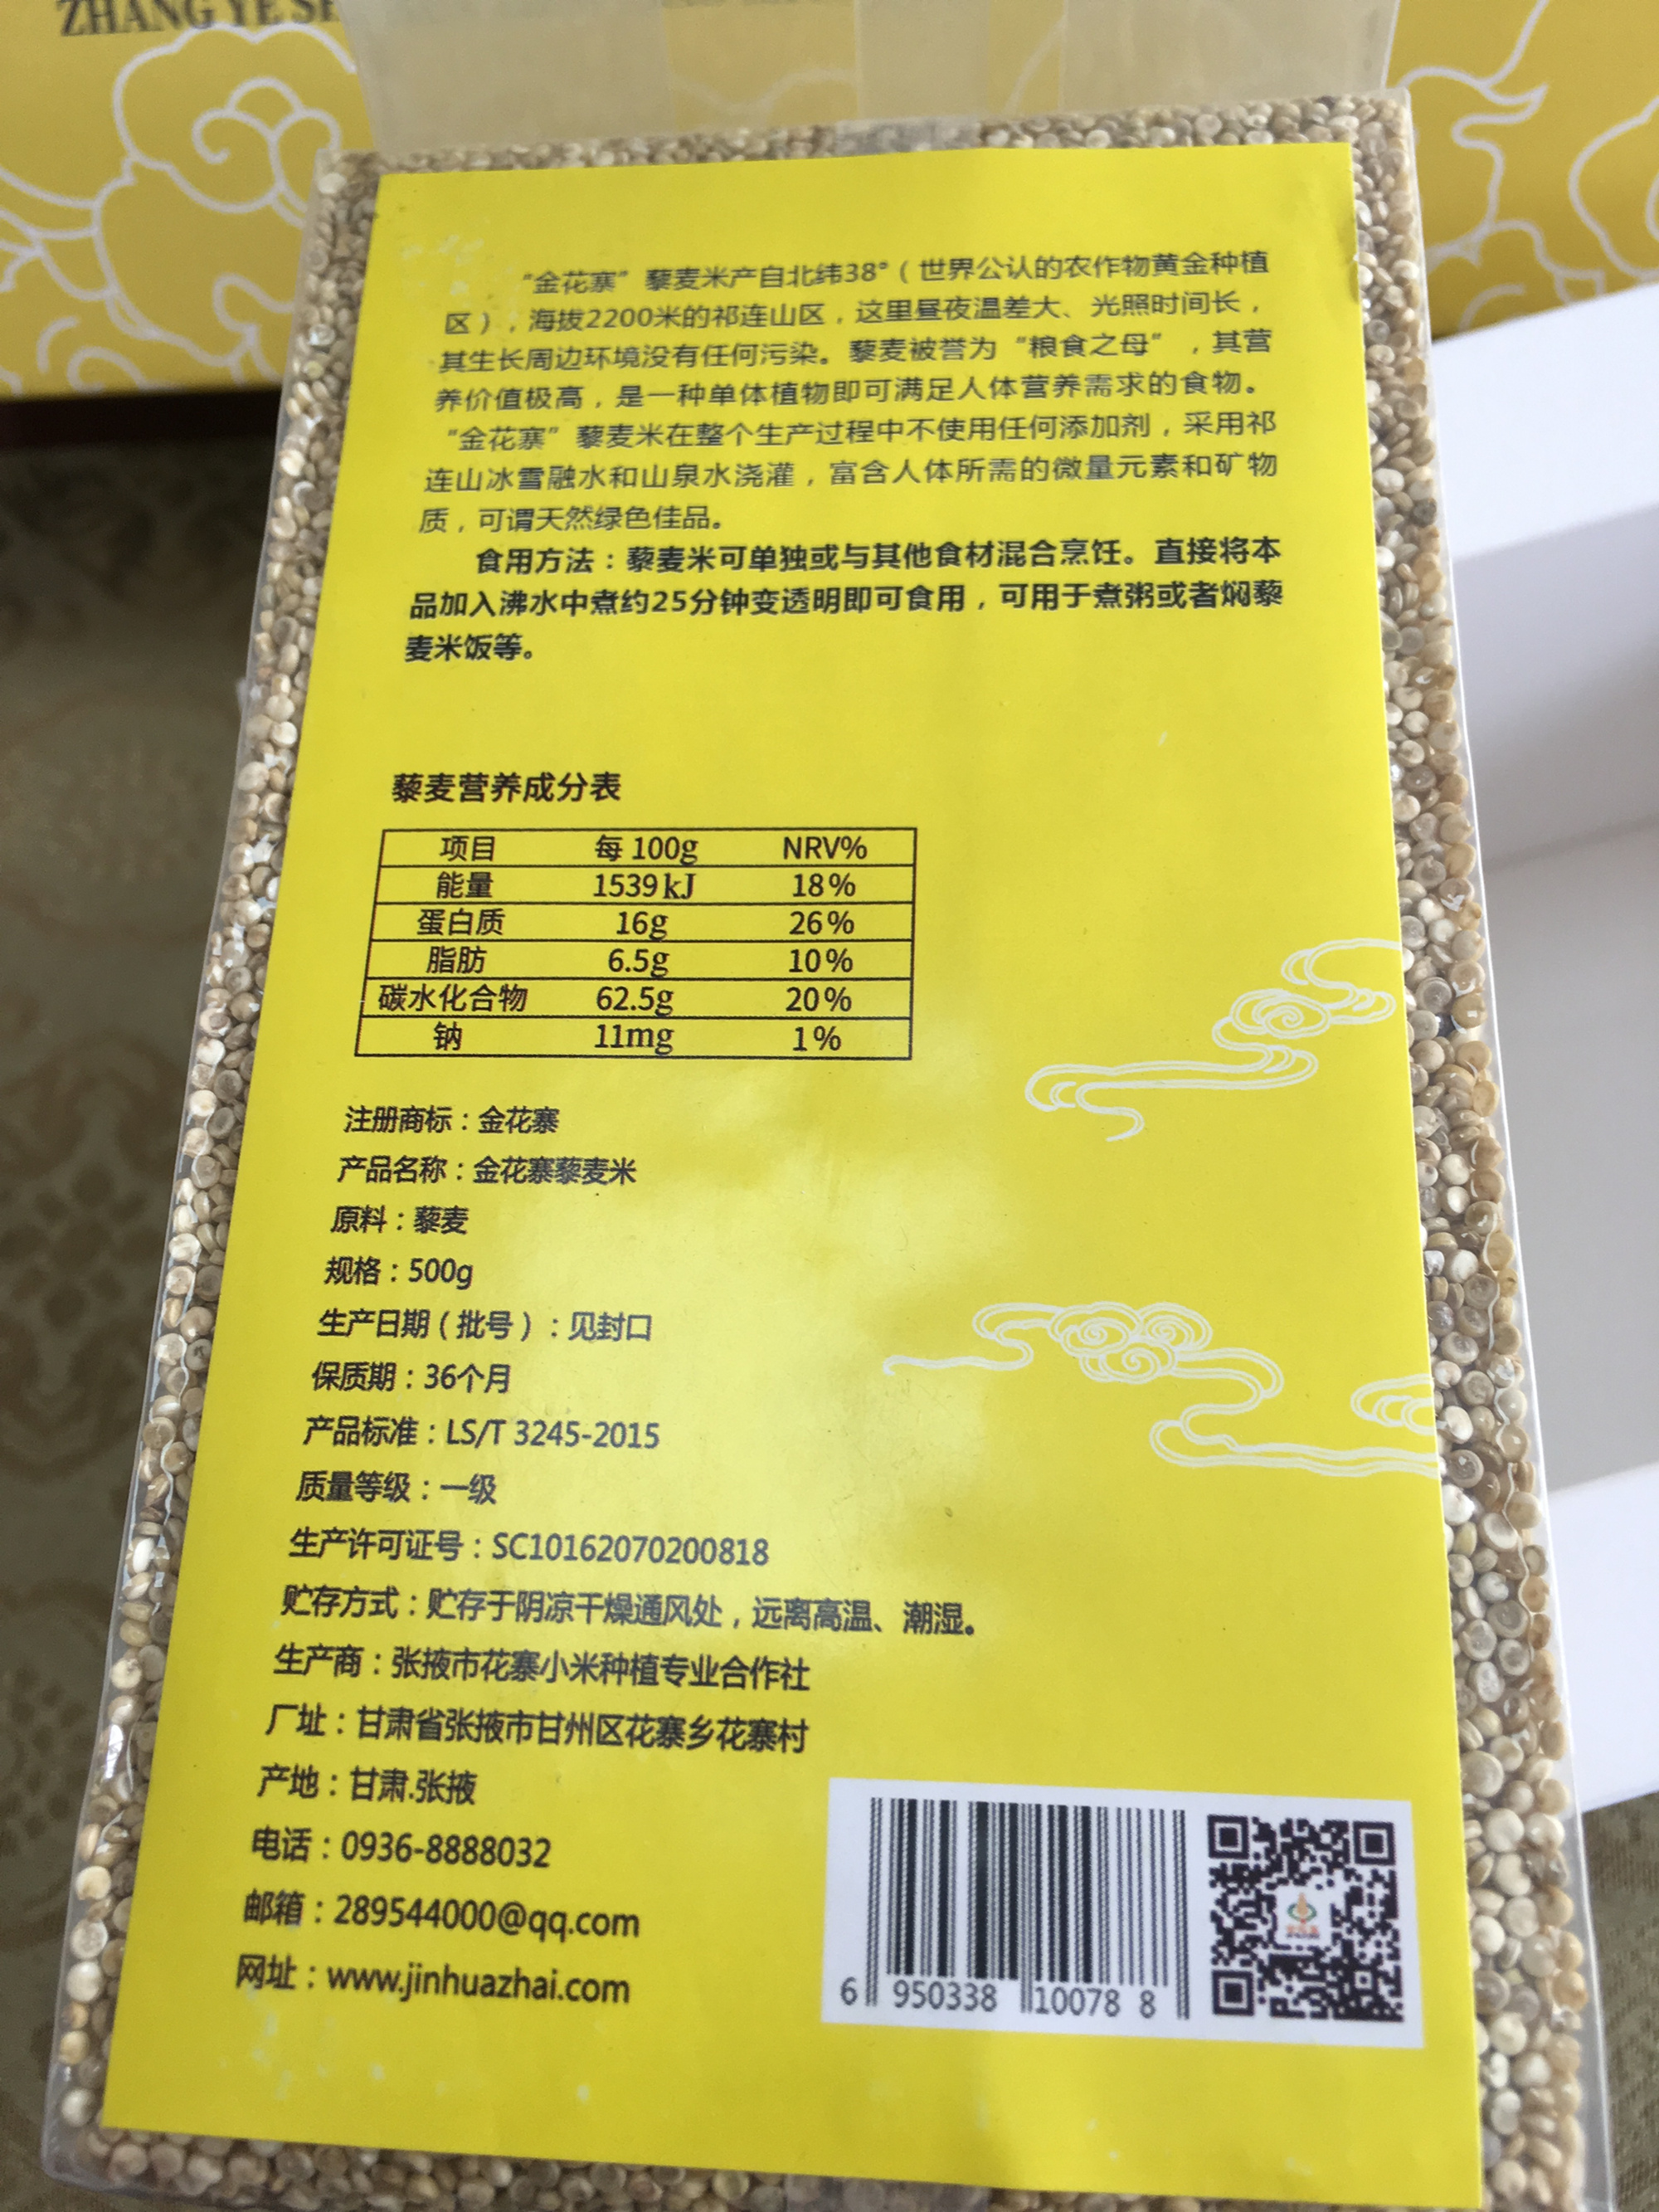 ZHANG YE SE
“金花寨”藜麦米产自北纬38°（世界公认的农作物黄金种植
区），海拔2200米的祁连山区，这里昼夜温差大、光照时间长，
其生长周边环境没有任何污染。藜麦被誉为“粮食之母”，其营
养价值极高，是一种单体植物即可满足人体营养需求的食物。
“金花寨”藜麦米在整个生产过程中不使用任何添加剂，采用祁
连山冰雪融水和山泉水浇灌，富含人体所需的微量元素和矿物
质，可谓天然绿色佳品。
食用方法：藜麦米可单独或与其他食材混合烹饪。直接将本
品加入沸水中煮约25分钟变透明即可食用，可用于煮粥或者焖藜
麦米饭等。
藜麦营养成分表
项目 每100g NRV%
能量 1539kJ 18%
蛋白质 16g 26%
脂肪 6.5g 10%
碳水化合物 62.5g 20%
钠 11mg 1%
注册商标：金花寨
产品名称：金花寨藜麦米
原料：藜麦
规格：500g
生产日期（批号）：见封口
保质期：36个月
产品标准：LS/T 3245-2015
质量等级：一级
生产许可证号：SC10162070200818
贮存方式：贮存于阴凉干燥通风处，远离高温、潮湿。
生产商：张掖市花寨小米种植专业合作社
厂址：甘肃省张掖市甘州区花寨乡花寨村
产地：甘肃.张掖
电话：0936-8888032
邮箱：289544000@qq.com
网址：www.jinhuazhai.com
6 950338 10078 8